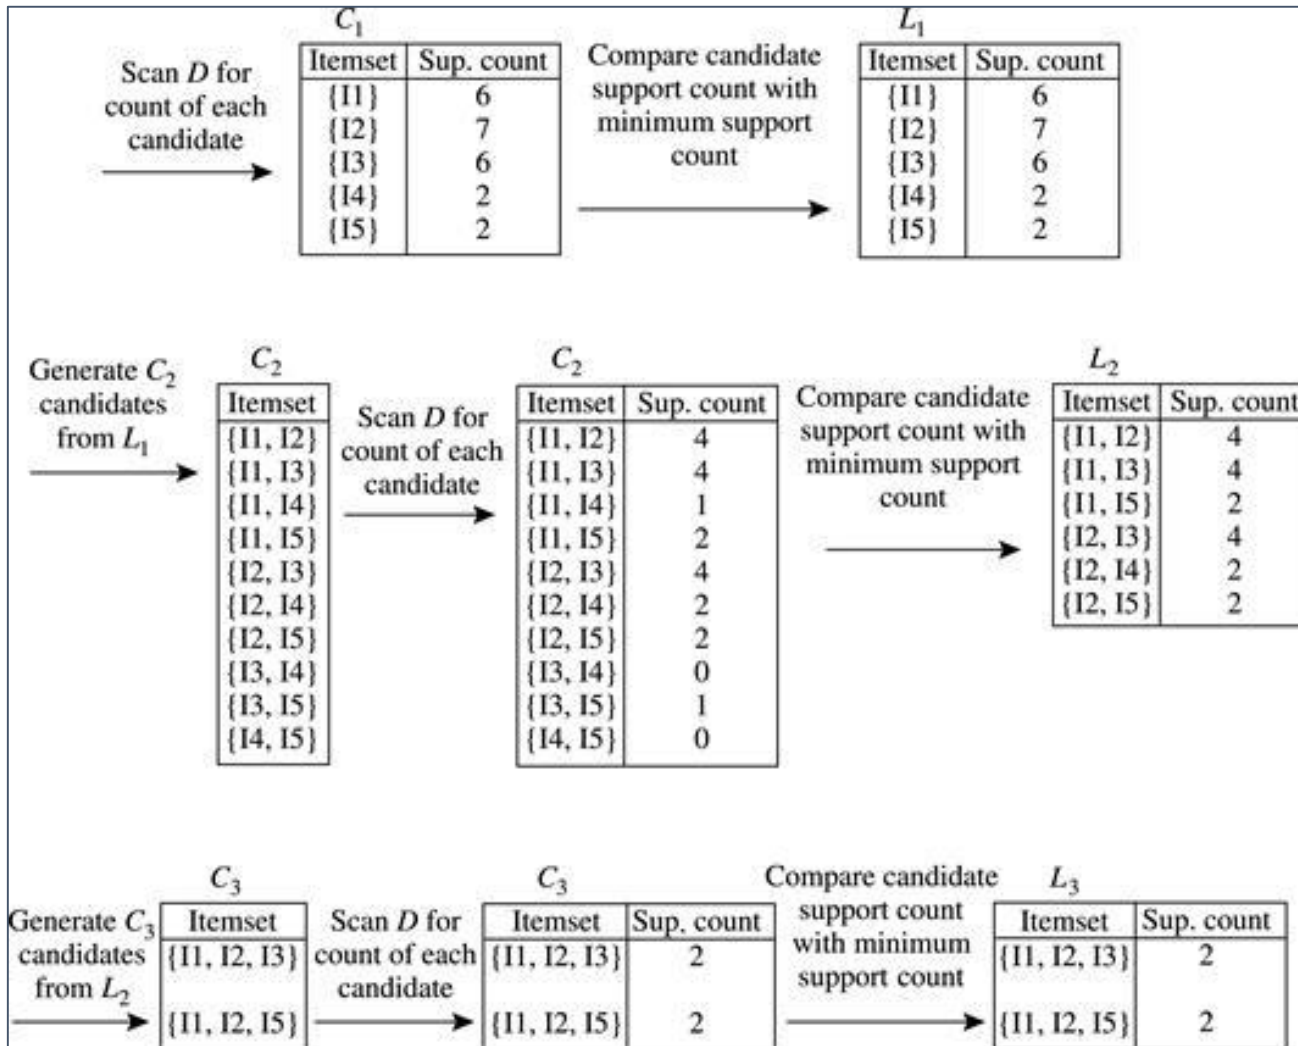 C1
L1
Scan D for
count of each
candidate
Itemset Sup. count
{I1} 6
{I2} 7
{I3} 6
{I4} 2
{I5} 2
Compare candidate
support count with
minimum support
count
Itemset Sup. count
{I1} 6
{I2} 7
{I3} 6
{I4} 2
{I5} 2
Generate C2
candidates
from L1
C2
Itemset
{I1, I2}
{I1, I3}
{I1, I4}
{I1, I5}
{I2, I3}
{I2, I4}
{I2, I5}
{I3, I4}
{I3, I5}
{I4, I5}
Scan D for
count of each
candidate
C2
Itemset Sup. count
{I1, I2} 4
{I1, I3} 4
{I1, I4} 1
{I1, I5} 2
{I2, I3} 4
{I2, I4} 2
{I2, I5} 2
{I3, I4} 0
{I3, I5} 1
{I4, I5} 0
Compare candidate
support count with
minimum support
count
L2
Itemset Sup. count
{I1, I2} 4
{I1, I3} 4
{I1, I5} 2
{I2, I3} 4
{I2, I4} 2
{I2, I5} 2
Generate C3
candidates
from L2
C3
Itemset
{I1, I2, I3}
{I1, I2, I5}
Scan D for
count of each
candidate
C3
Itemset Sup. count
{I1, I2, I3} 2
{I1, I2, I5} 2
Compare candidate
support count
with minimum
support count
L3
Itemset Sup. count
{I1, I2, I3} 2
{I1, I2, I5} 2